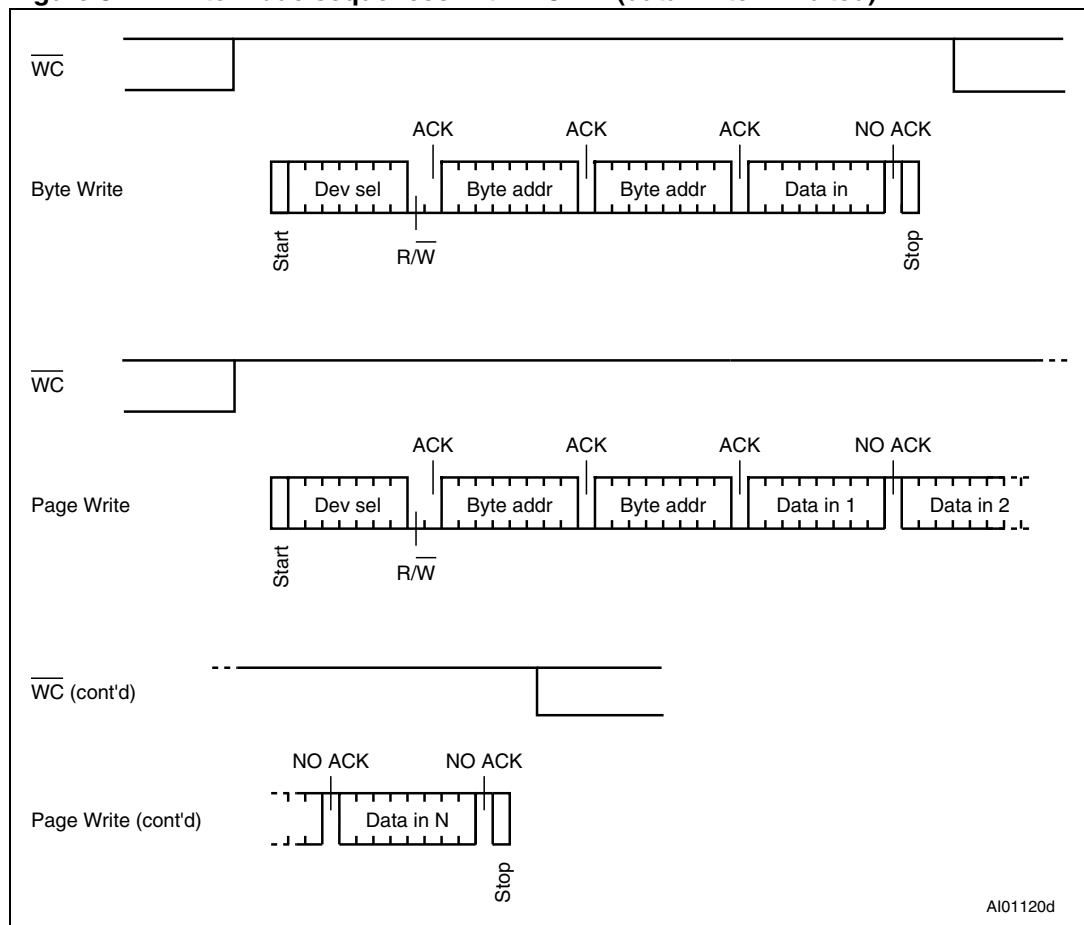 WC
ACK ACK ACK NO ACK
Byte Write
Dev sel Byte addr Byte addr Data in
Start
R/W
Stop
WC
ACK ACK ACK NO ACK
Page Write
Dev sel Byte addr Byte addr Data in 1 Data in 2
Start
R/W
WC (cont'd)
NO ACK NO ACK
Page Write (cont'd)
Data in N
Stop
AI01120d